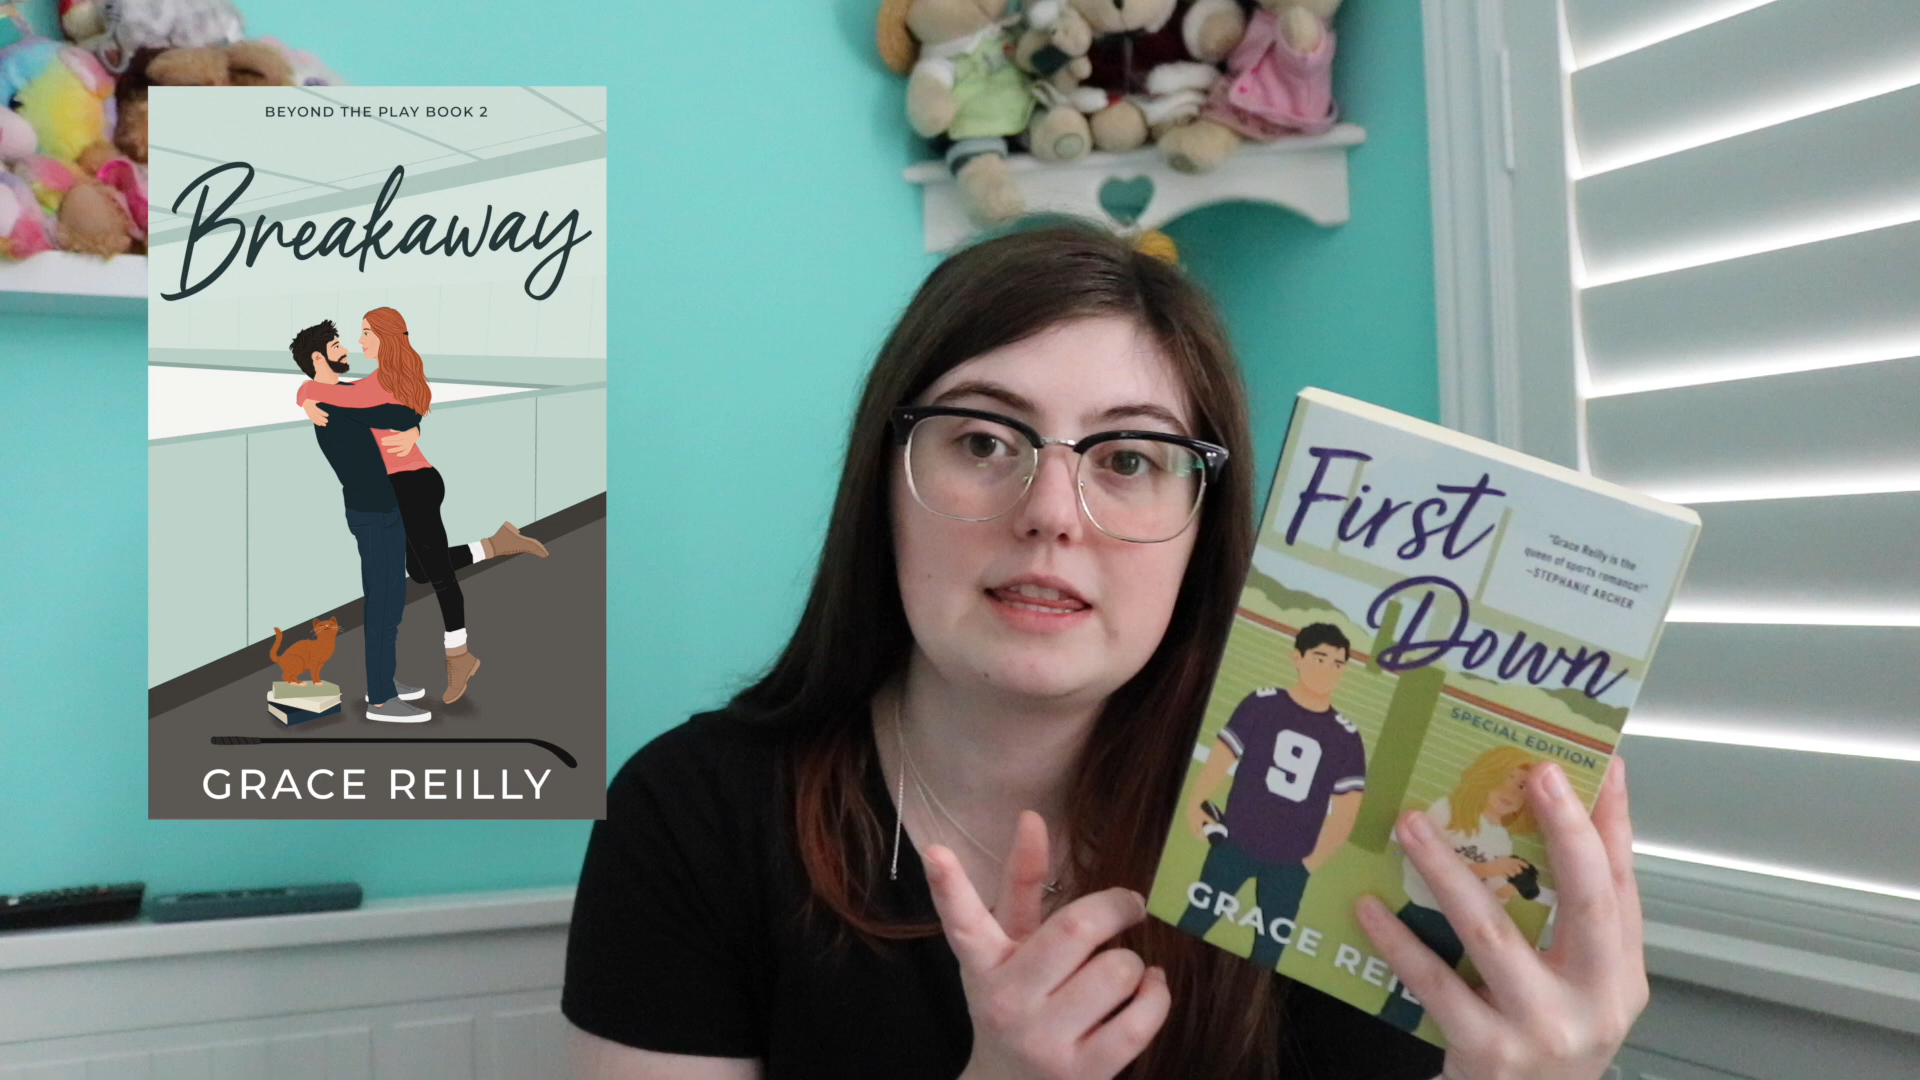 BEYOND THE PLAY BOOK 2
Breakaway
GRACE REILLY
First
Down
"Grace Reilly is the
queen of sports romance!"
—STEPHANIE ARCHER
9
9
SPECIAL EDITION
GRACE REI